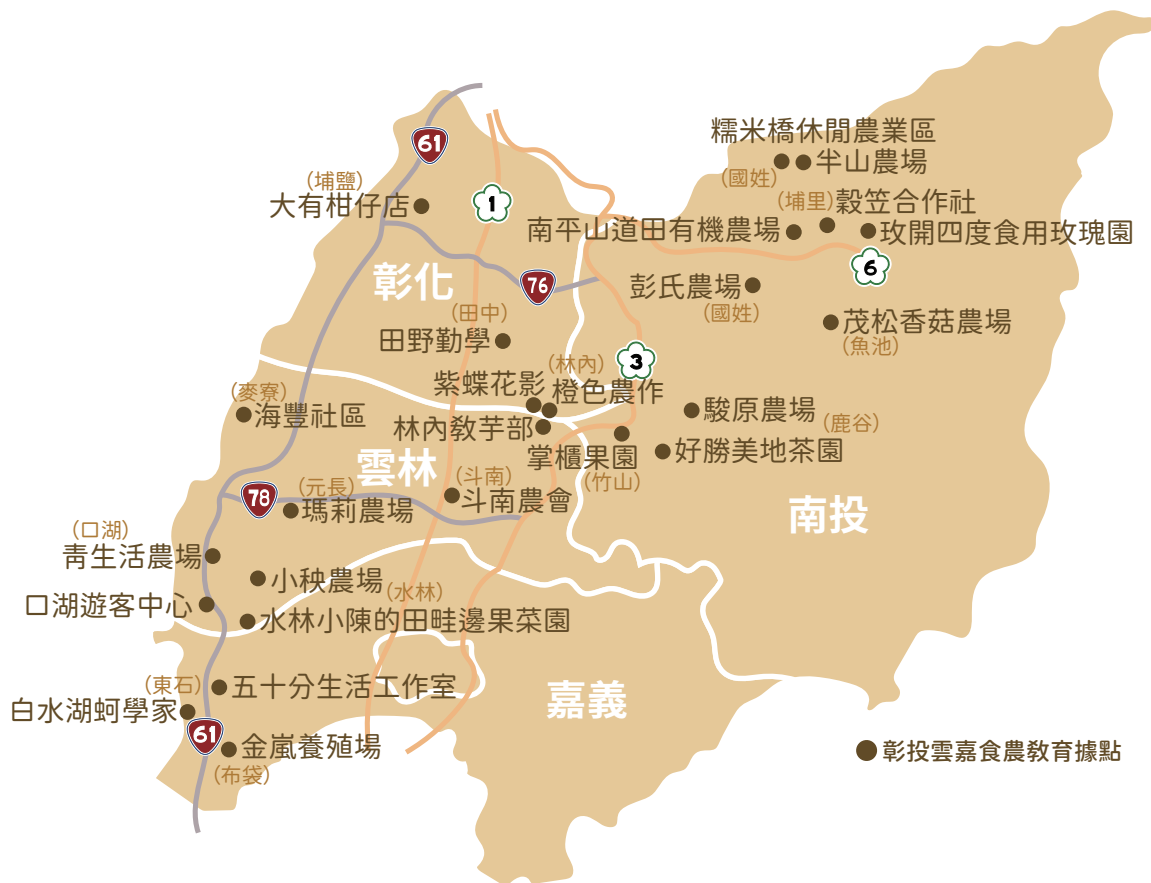 61
糯米橋休閒農業區
半山農場
(國姓)
(埔鹽)
大有柑仔店
1
(埔里)
穀笠合作社
南平山道田有機農場
玫開四度食用玫瑰園
6
彰化
76
彭氏農場
(國姓)
(田中)
田野勤學
茂松香菇農場
(魚池)
3
(林內)
紫蝶花影
橙色農作
(麥寮)
海豐社區
林內教芋部
駿原農場
(鹿谷)
掌櫃果園
(竹山)
好勝美地茶園
雲林
(斗南)
斗南農會
78
(元長)
瑪莉農場
南投
(口湖)
青生活農場
小秧農場
(水林)
口湖遊客中心
水林小陳的田畦邊果菜園
(東石)
五十分生活工作室
嘉義
白水湖蚵學家
61
金嵐養殖場
(布袋)
彰投雲嘉食農教育據點